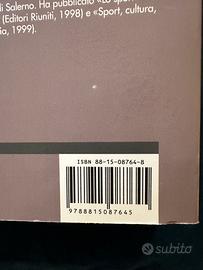 di Salerno. Ha pubblicato «Lo sport
(Editori Riuniti, 1998) e «Sport, cultura,
ia, 1999).
ISBN 88-15-08764-8
9788815087645
subito